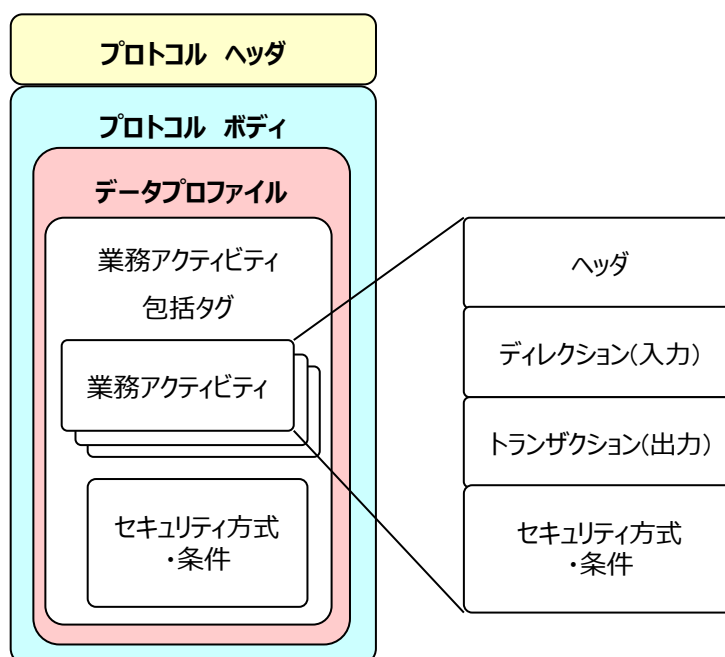 プロトコル ヘッダ
プロトコル ボディ
データプロファイル
業務アクティビティ
包括タグ
業務アクティビティ
セキュリティ方式
・条件
ヘッダ
ディレクション(入力)
トランザクション(出力)
セキュリティ方式
・条件